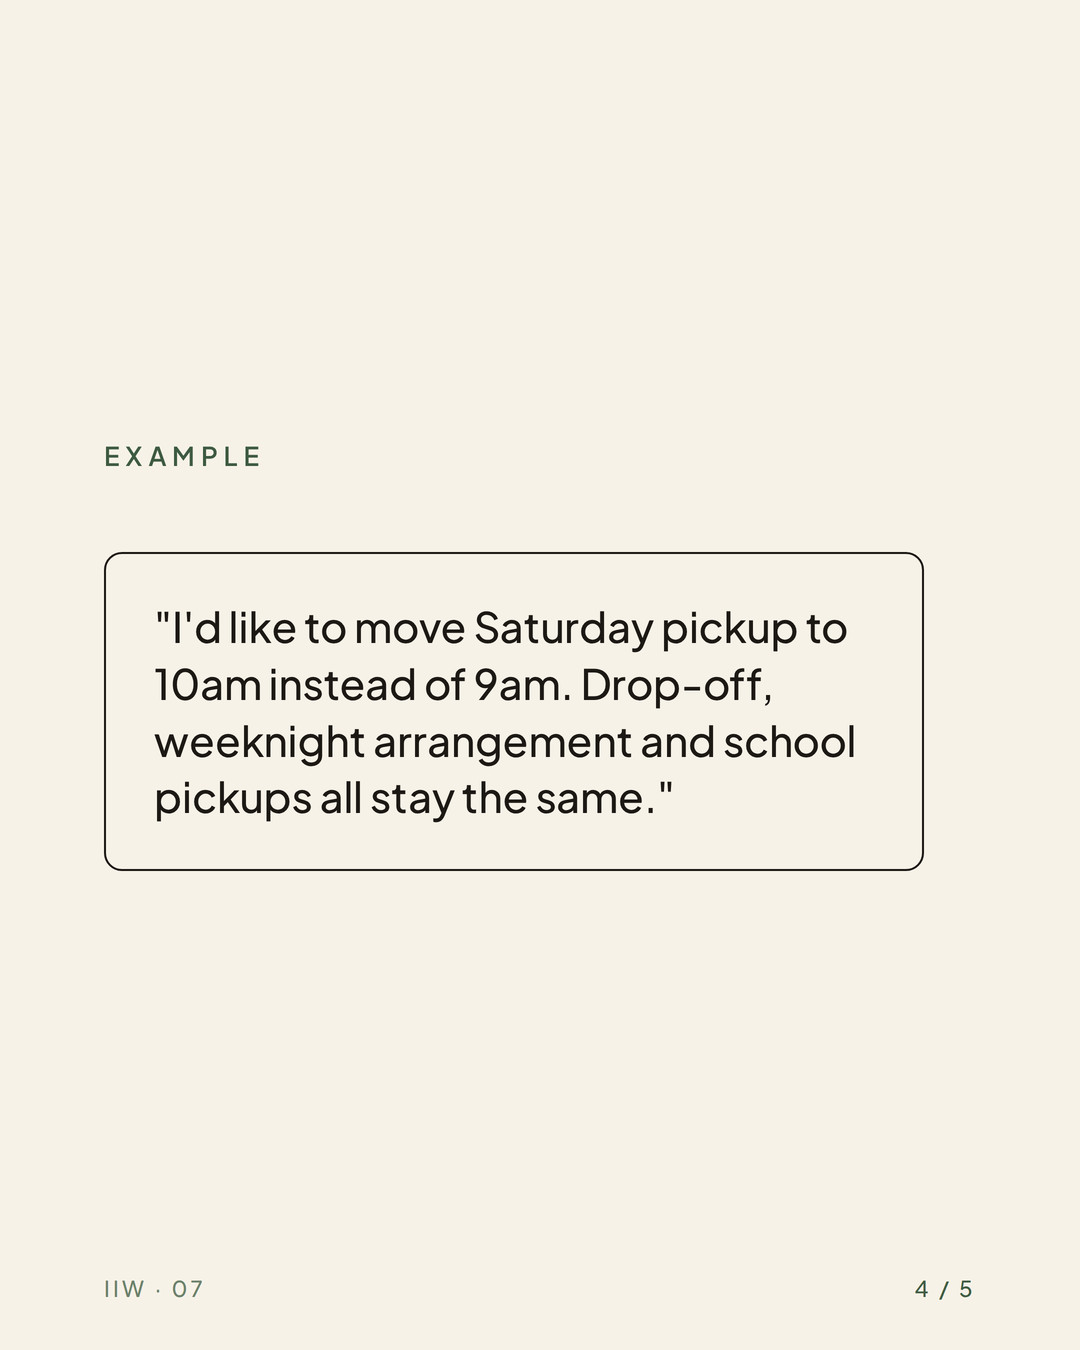 EXAMPLE
"I'd like to move Saturday pickup to
10am instead of 9am. Drop-off,
weeknight arrangement and school
pickups all stay the same."
IIW · 07
4 / 5